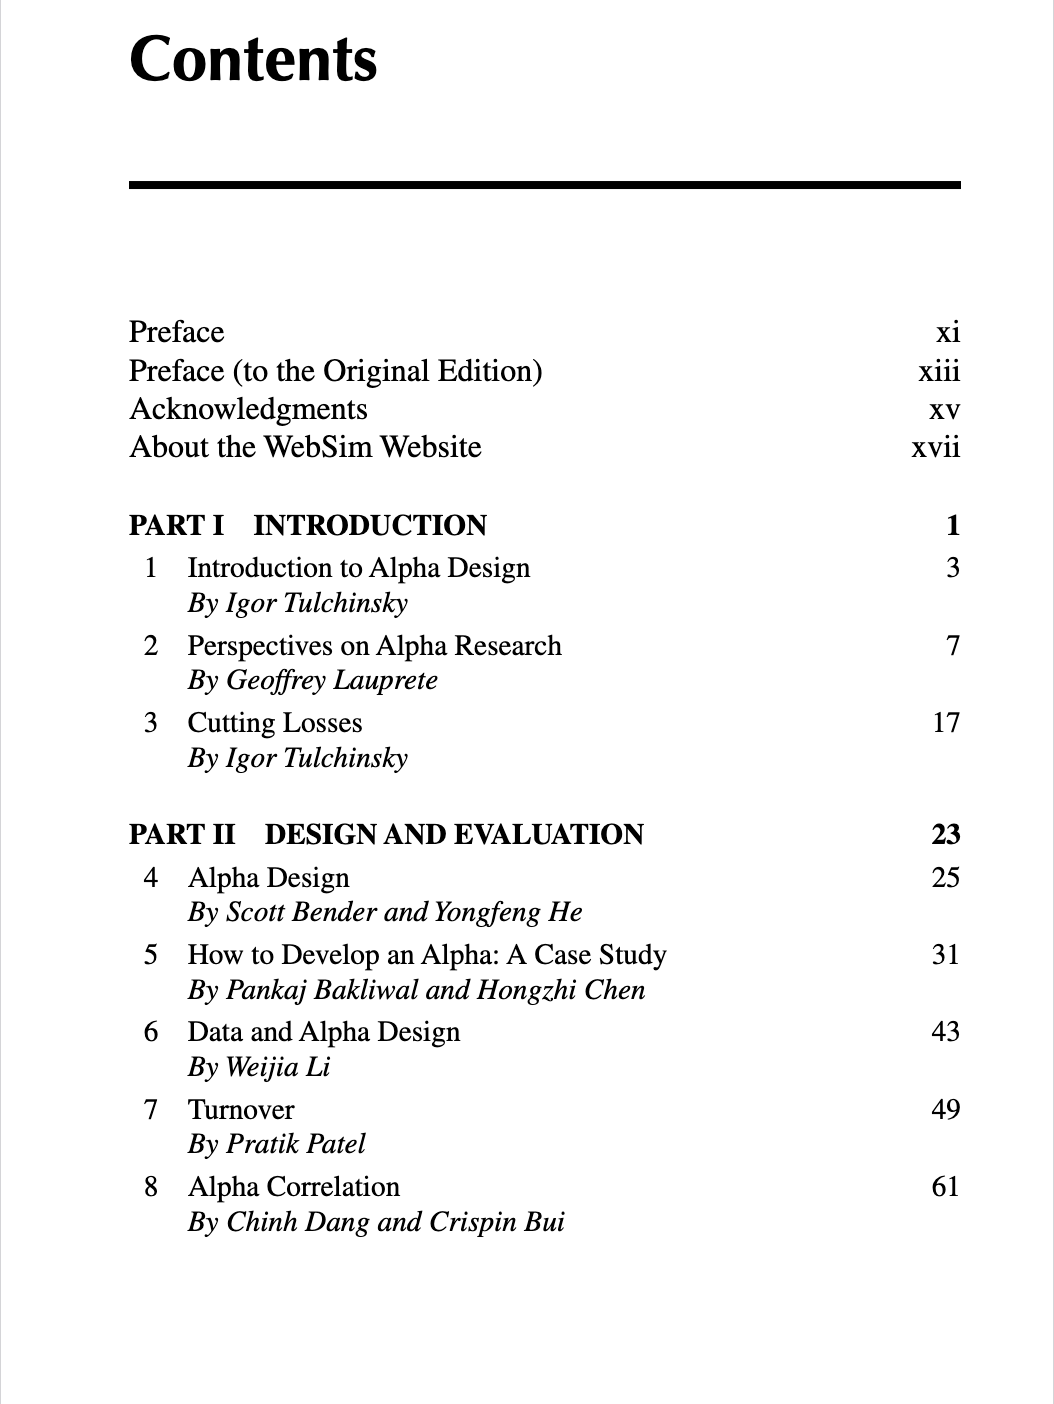 Contents
Preface xi
Preface (to the Original Edition) xiii
Acknowledgments xv
About the WebSim Website xvii
PART I INTRODUCTION 1
1 Introduction to Alpha Design 3
By Igor Tulchinsky
2 Perspectives on Alpha Research 7
By Geoffrey Lauprete
3 Cutting Losses 17
By Igor Tulchinsky
PART II DESIGN AND EVALUATION 23
4 Alpha Design 25
By Scott Bender and Yongfeng He
5 How to Develop an Alpha: A Case Study 31
By Pankaj Bakliwal and Hongzhi Chen
6 Data and Alpha Design 43
By Weijia Li
7 Turnover 49
By Pratik Patel
8 Alpha Correlation 61
By Chinh Dang and Crispin Bui